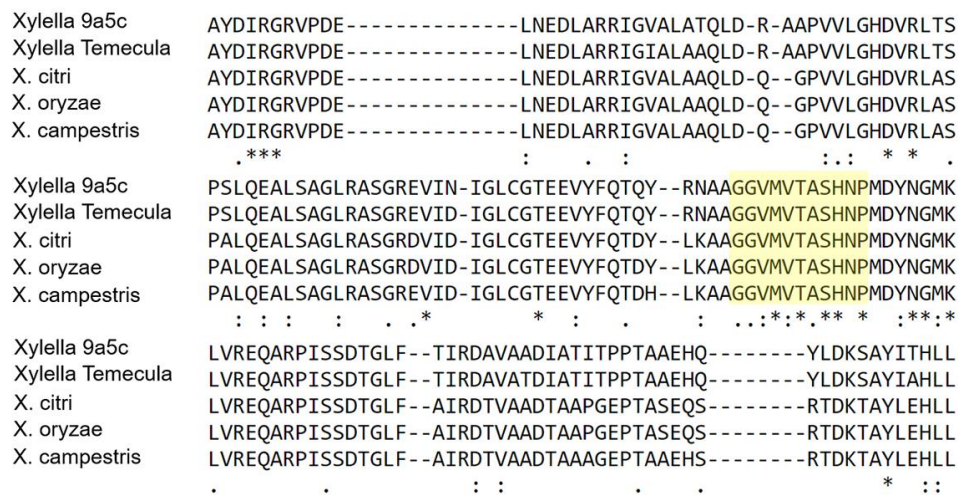 Xylella 9a5c AYDIRGRVPDE--------------LNEDLARRIGVALATQLD-R-AAPVVLGHDVRLTS
Xylella Temecula AYDIRGRVPDE--------------LNEDLARRIGIALAAQLD-R-AAPVVLGHDVRLTS
X. citri AYDIRGRVPDE--------------LNEDLARRIGVALAAQLD-Q--GPVVLGHDVRLAS
X. oryzae AYDIRGRVPDE--------------LNEDLARRIGVALAAQLD-Q--GPVVLGHDVRLAS
X. campestris AYDIRGRVPDE--------------LNEDLARRIGVALAAQLD-Q--GPVVLGHDVRLAS
  .***                   :    .  :               :.:  * *  .
Xylella 9a5c PSLQEALSAGLRASGREVIN-IGLCGTEEVYFQTQY--RNAAGGVMVTASHNPMDYNGMK
Xylella Temecula PSLQEALSAGLRASGREVID-IGLCGTEEVYFQTQY--RNAAGGVMVTASHNPMDYNGMK
X. citri PALQEALSAGLRASGRDVID-IGLCGTEEVYFQTDY--LKAAGGVMVTASHNPMDYNGMK
X. oryzae PALQEALSAGLRASGRDVID-IGLCGTEEVYFQTDY--LKAAGGVMVTASHNPMDYNGMK
X. campestris PALQEALSAGLRASGREVIDIGLCGTEEVYFQTDH--LKAAGGVMVTASHNPMDYNGMK
  : : :   :   . .*        *  :   .     :  ..:*:*.** *  :**:*
Xylella 9a5c LVREQARPISSDTGLF--TIRDAVAADIATITPPTAAEHQ--------YLDKSAYITHLL
Xylella Temecula LVREQARPISSDTGLF--TIRDAVATDIATITPPTAAEHQ--------YLDKSAYIAHLL
X. citri LVREQARPISSDTGLF--AIRDTVAADTAAPGEPTASEQS--------RTDKTAYLEHLL
X. oryzae LVREQARPISSDTGLF--AIRDTVAADTAAPGEPTASEQS--------RTDKTAYLEHLL
X. campestris LVREQARPISSDTGLF--AIRDTVAADTAAAGEPTAAEHS--------RTDKTAYLEHLL
.        .           : :          .    .              *  ::